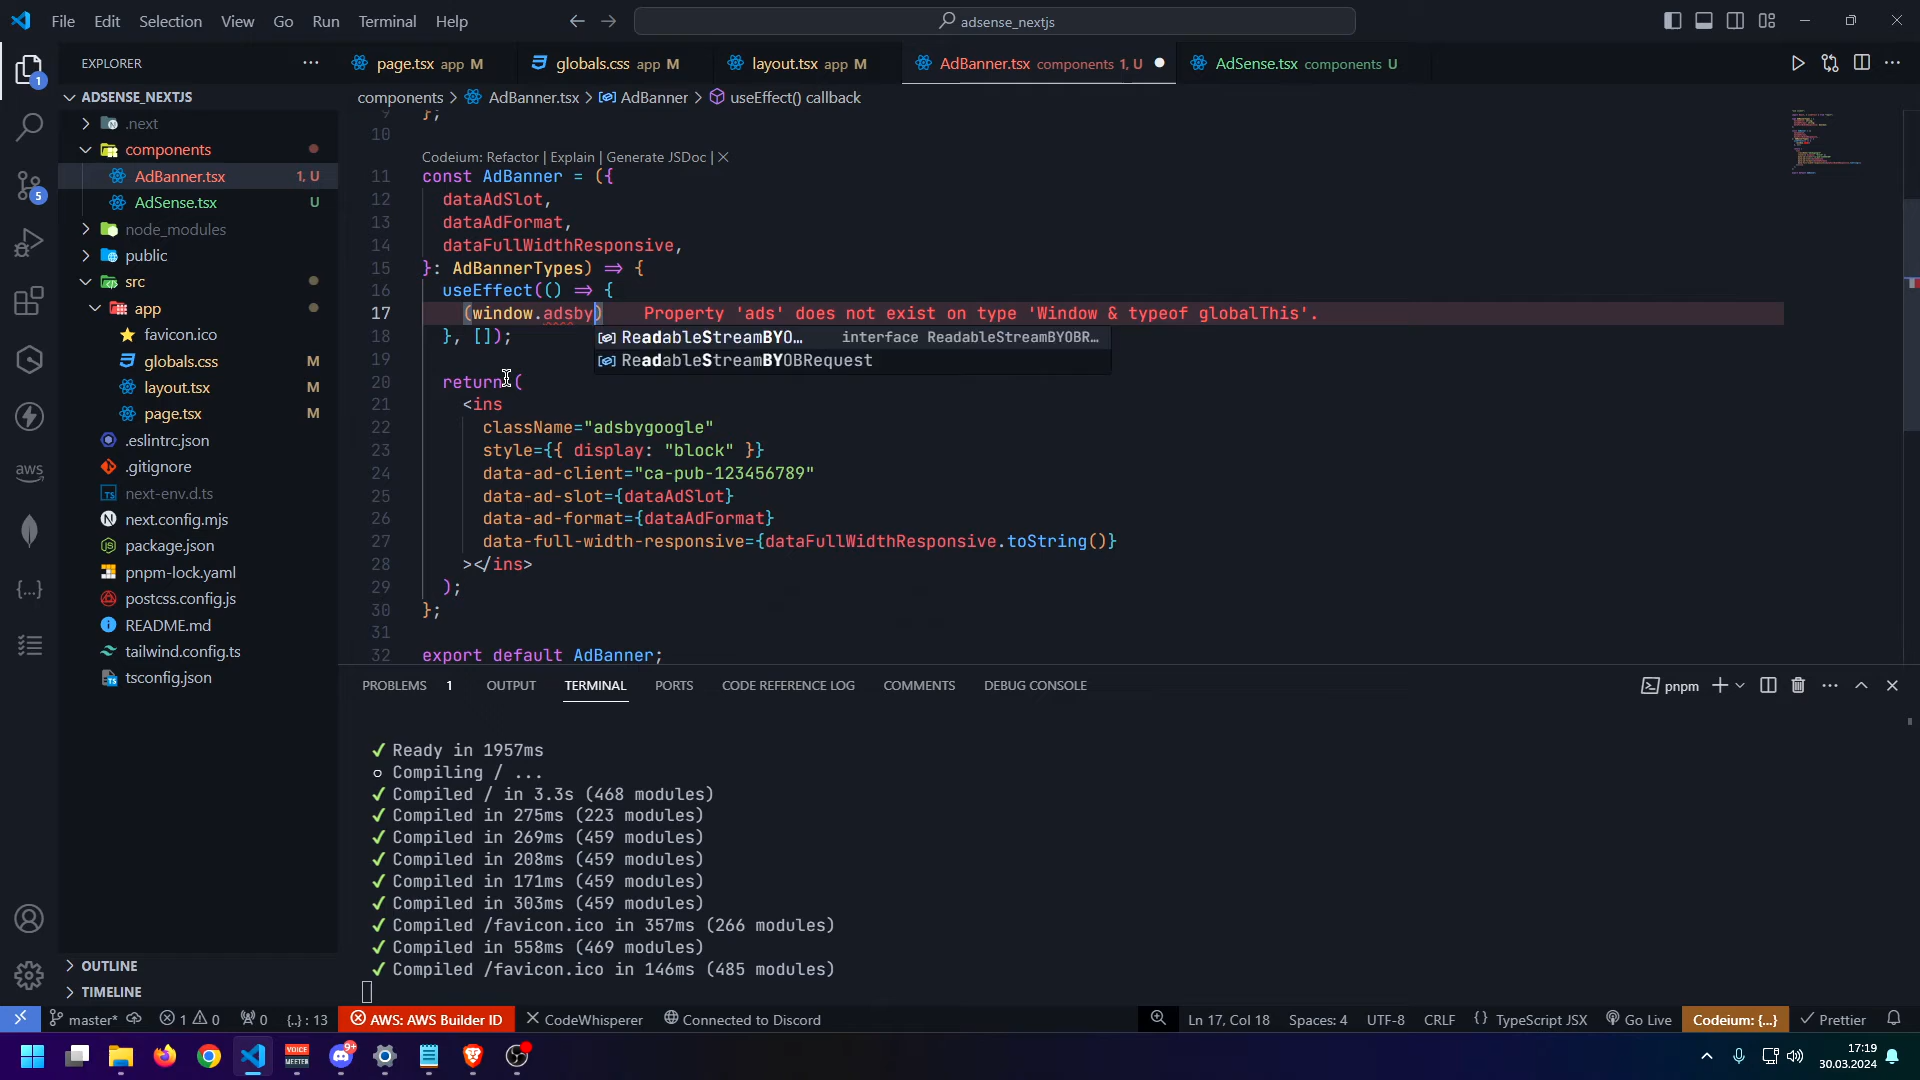 File Edit Selection View Go Run Terminal Help
adsense_nextjs
EXPLORER
page.tsx app M
globals.css app M
layout.tsx app M
AdBanner.tsx components 1, U
AdSense.tsx components U
ADSENSE_NEXTJS
components > AdBanner.tsx > AdBanner > useEffect() callback
.next
components
AdBanner.tsx 1, U
AdSense.tsx U
node_modules
public
src
app
favicon.ico
globals.css M
layout.tsx M
page.tsx M
.eslintrc.json
.gitignore
next-env.d.ts
next.config.mjs
package.json
pnpm-lock.yaml
postcss.config.js
README.md
tailwind.config.ts
tsconfig.json
OUTLINE
TIMELINE
1
5
aws
9 };
10
Codeium: Refactor | Explain | Generate JSDoc | X
11 const AdBanner = ({
12 dataAdSlot,
13 dataAdFormat,
14 dataFullWidthResponsive,
15 }: AdBannerTypes) => {
16 useEffect(() => {
17 (window.adsby) Property 'ads' does not exist on type 'Window & typeof globalThis'.
18 }, []);
ReadableStreamBYO… interface ReadableStreamBYOBR…
ReadableStreamBYOBRequest
19
20 return (
21 <ins
22 className="adsbygoogle"
23 style={{ display: "block" }}
24 data-ad-client="ca-pub-123456789"
25 data-ad-slot={dataAdSlot}
26 data-ad-format={dataAdFormat}
27 data-full-width-responsive={dataFullWidthResponsive.toString()}
28 ></ins>
29 );
30 };
31
32 export default AdBanner;
PROBLEMS 1 OUTPUT TERMINAL PORTS CODE REFERENCE LOG COMMENTS DEBUG CONSOLE
pnpm
✓ Ready in 1957ms
○ Compiling / ...
✓ Compiled / in 3.3s (468 modules)
✓ Compiled in 275ms (223 modules)
✓ Compiled in 269ms (459 modules)
✓ Compiled in 208ms (459 modules)
✓ Compiled in 171ms (459 modules)
✓ Compiled in 303ms (459 modules)
✓ Compiled /favicon.ico in 357ms (266 modules)
✓ Compiled in 558ms (469 modules)
✓ Compiled /favicon.ico in 146ms (485 modules)
master* 1 0 0 {..} : 13 AWS: AWS Builder ID CodeWhisperer Connected to Discord
Ln 17, Col 18 Spaces: 4 UTF-8 CRLF {} TypeScript JSX Go Live Codeium: {...} Prettier
VOICE MEETER
9+
17:19
30.03.2024